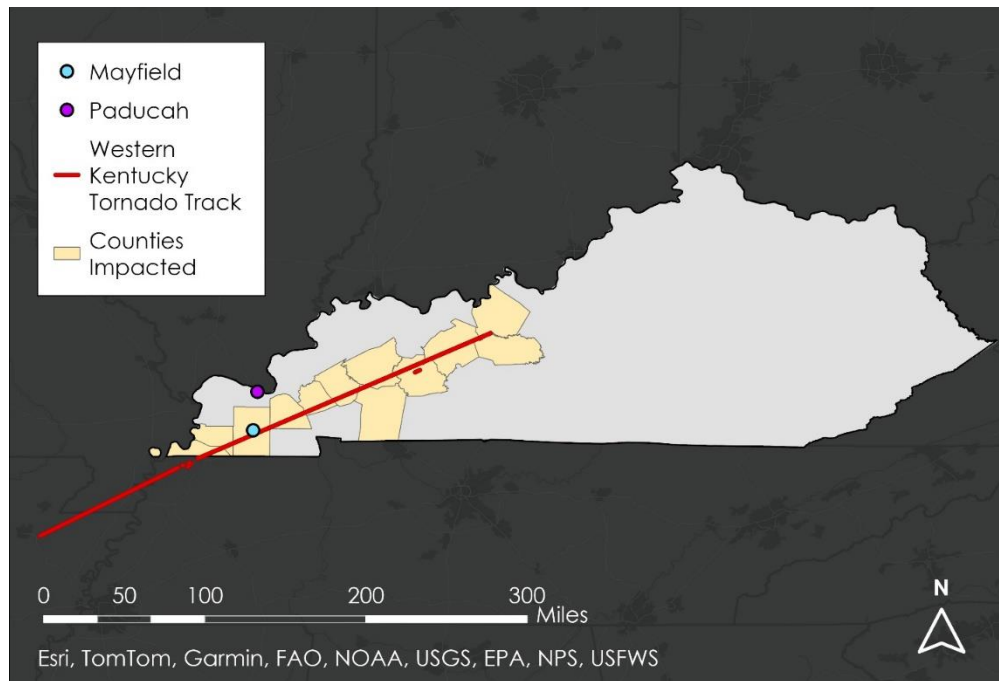 Mayfield
Paducah
Western
Kentucky
Tornado Track
Counties
Impacted
0 50 100 200 300
Miles
N
Esri, TomTom, Garmin, FAO, NOAA, USGS, EPA, NPS, USFWS